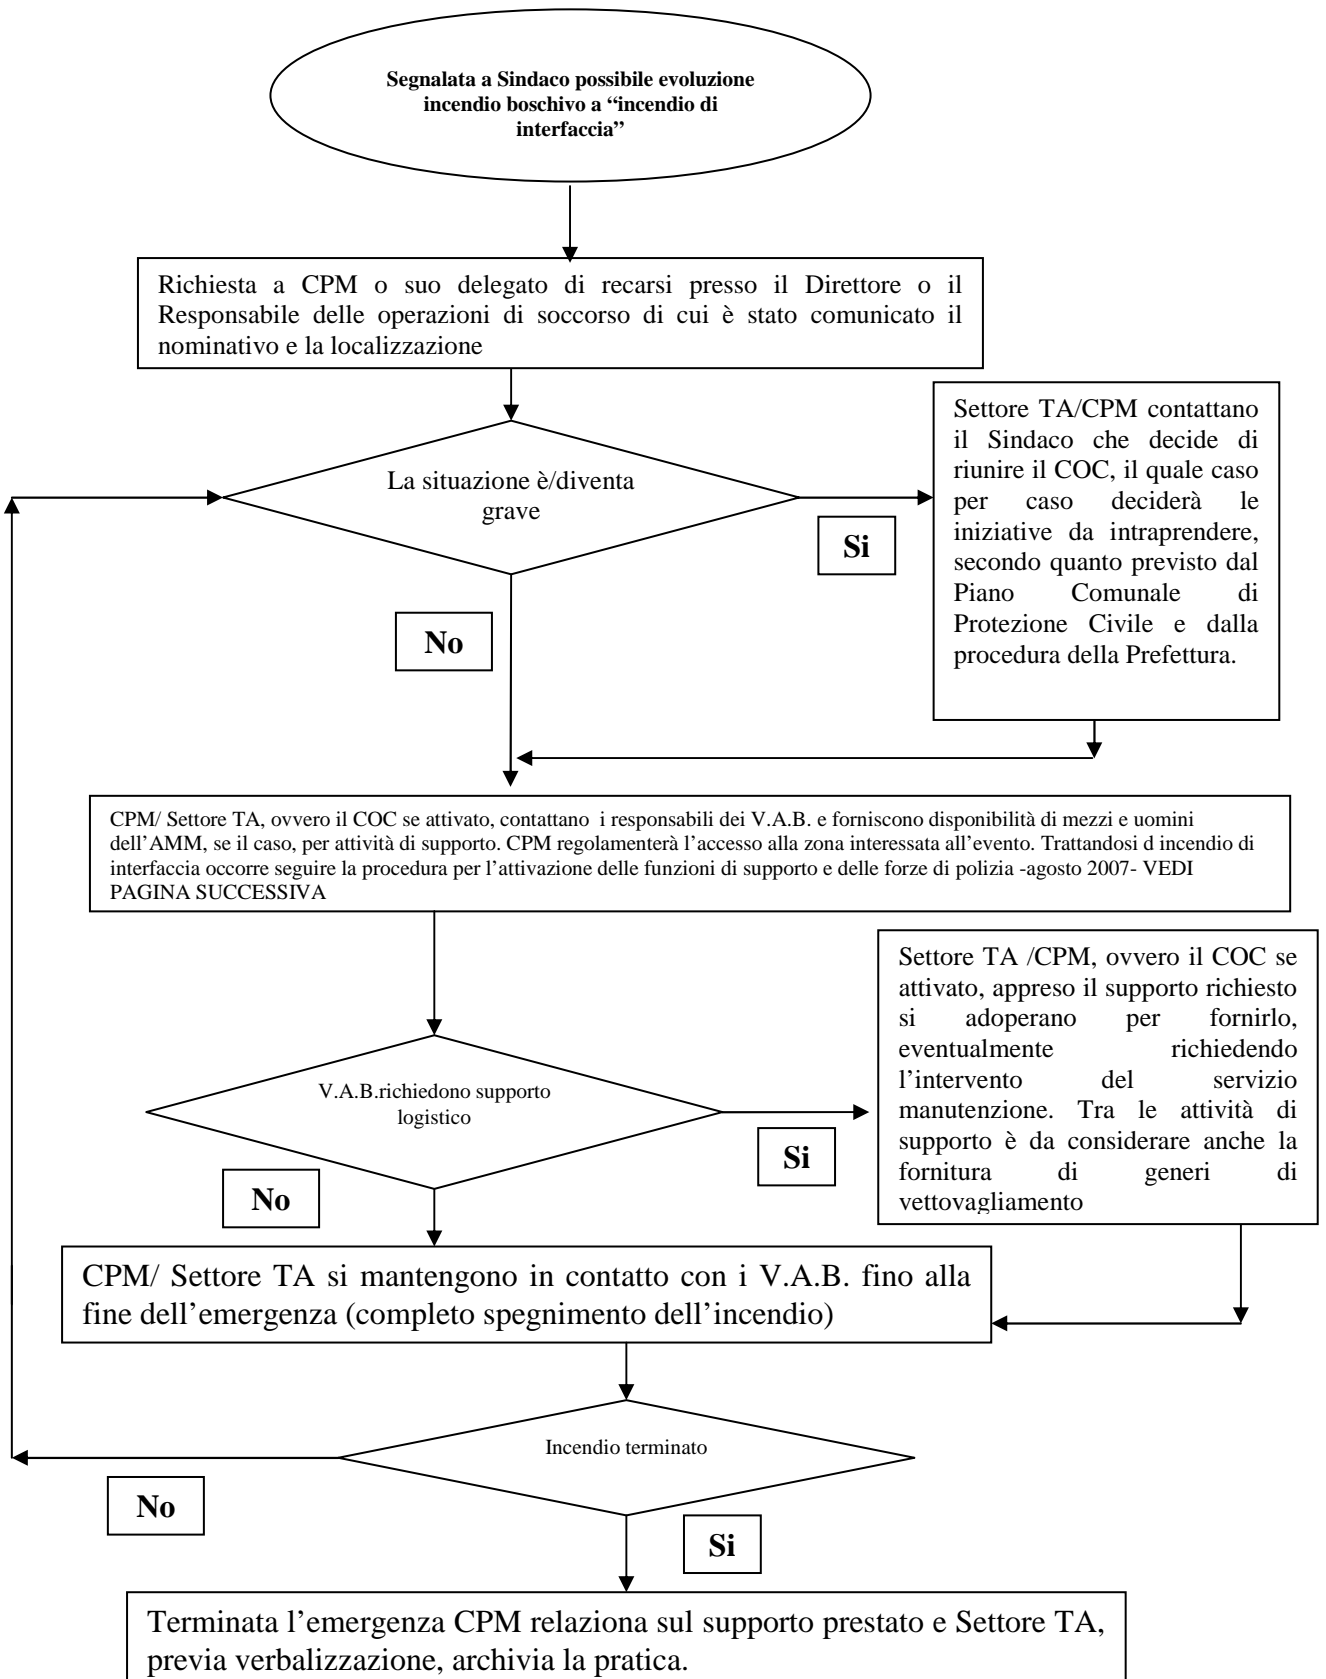 Segnalata a Sindaco possibile evoluzione
incendio boschivo a “incendio di
interfaccia”
Richiesta a CPM o suo delegato di recarsi presso il Direttore o il
Responsabile delle operazioni di soccorso di cui è stato comunicato il
nominativo e la localizzazione
La situazione è/diventa
grave
Si
No
Settore TA/CPM contattano
il Sindaco che decide di
riunire il COC, il quale caso
per caso deciderà le
iniziative da intraprendere,
secondo quanto previsto dal
Piano Comunale di
Protezione Civile e dalla
procedura della Prefettura.
CPM/ Settore TA, ovvero il COC se attivato, contattano i responsabili dei V.A.B. e forniscono disponibilità di mezzi e uomini
dell’AMM, se il caso, per attività di supporto. CPM regolamenterà l’accesso alla zona interessata all’evento. Trattandosi d incendio di
interfaccia occorre seguire la procedura per l’attivazione delle funzioni di supporto e delle forze di polizia -agosto 2007- VEDI
PAGINA SUCCESSIVA
V.A.B.richiedono supporto
logistico
Si
No
Settore TA /CPM, ovvero il COC se
attivato, appreso il supporto richiesto
si adoperano per fornirlo,
eventualmente richiedendo
l’intervento del servizio
manutenzione. Tra le attività di
supporto è da considerare anche la
fornitura di generi di
vettovagliamento
CPM/ Settore TA si mantengono in contatto con i V.A.B. fino alla
fine dell’emergenza (completo spegnimento dell’incendio)
Incendio terminato
No
Si
Terminata l’emergenza CPM relaziona sul supporto prestato e Settore TA,
previa verbalizzazione, archivia la pratica.